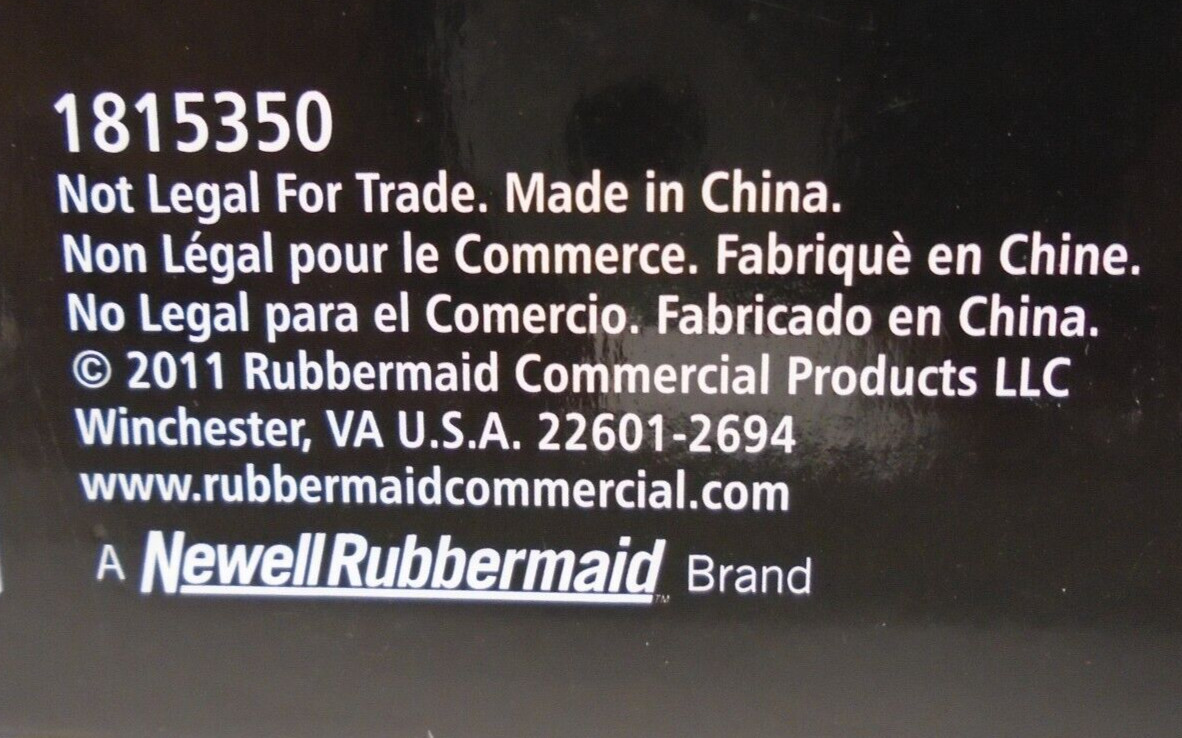 1815350
Not Legal For Trade. Made in China.
Non Légal pour le Commerce. Fabriquè en Chine.
No Legal para el Comercio. Fabricado en China.
© 2011 Rubbermaid Commercial Products LLC
Winchester, VA U.S.A. 22601-2694
www.rubbermaidcommercial.com
A NewellRubbermaid™ Brand